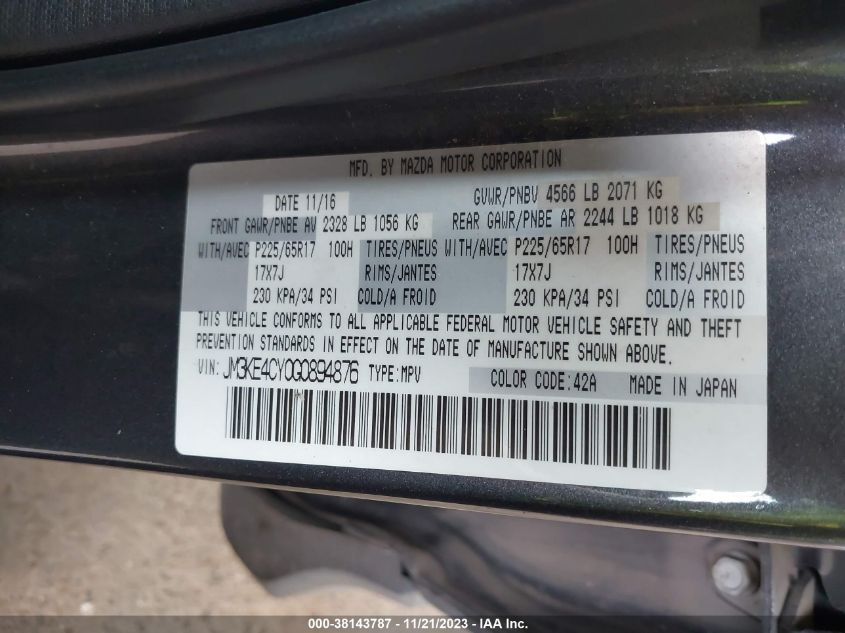 MFD. BY MAZDA MOTOR CORPORATION
DATE 11/16 GVWR/PNBV 4566 LB 2071 KG
FRONT GAWR/PNBE AV 2328 LB 1056 KG REAR GAWR/PNBE AR 2244 LB 1018 KG
WITH/AVEC P225/65R17 100H TIRES/PNEUS WITH/AVEC P225/65R17 100H TIRES/PNEUS
17X7J RIMS/JANTES 17X7J RIMS/JANTES
230 KPA/34 PSI COLD/A FROID 230 KPA/34 PSI COLD/A FROID
THIS VEHICLE CONFORMS TO ALL APPLICABLE FEDERAL MOTOR VEHICLE SAFETY AND THEFT
PREVENTION STANDARDS IN EFFECT ON THE DATE OF MANUFACTURE SHOWN ABOVE.
VIN: JM3KE4CY0G0894876 TYPE:MPV COLOR CODE:42A MADE IN JAPAN
000-38143787 - 11/21/2023 - IAAI Inc.